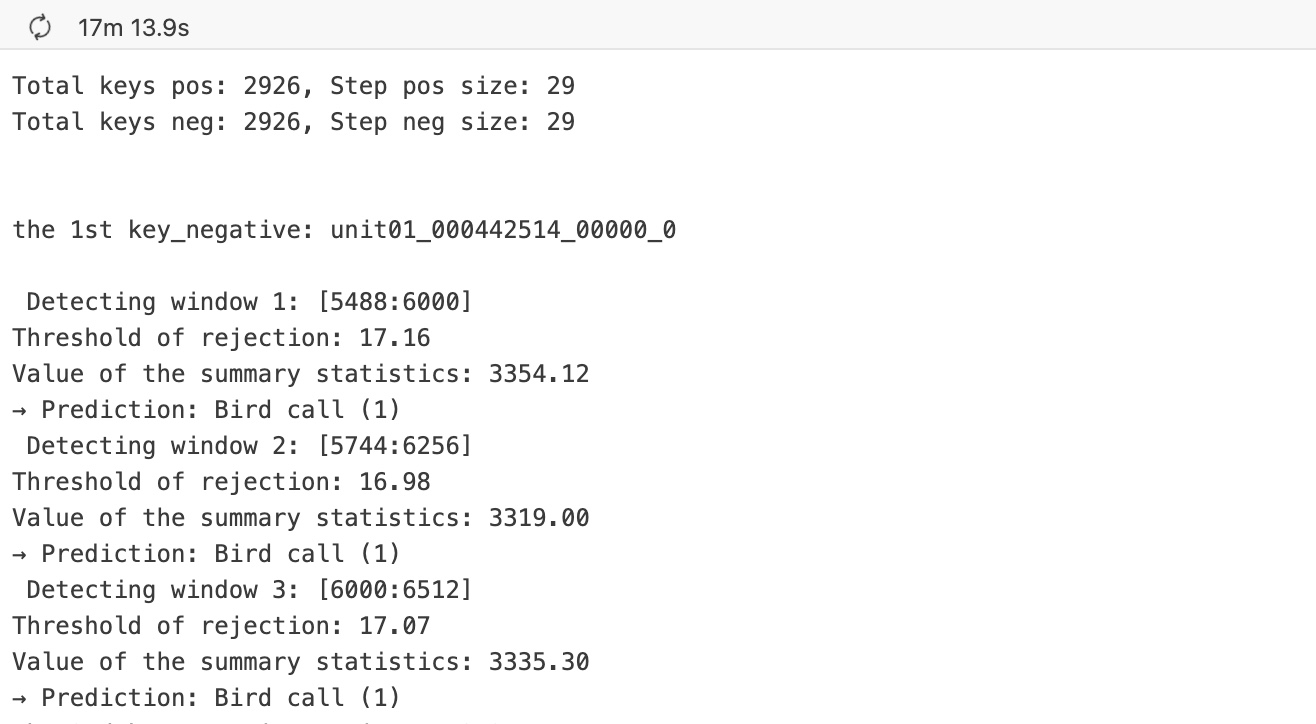 17m 13.9s
Total keys pos: 2926, Step pos size: 29
Total keys neg: 2926, Step neg size: 29
the 1st key_negative: unit01_000442514_00000_0
Detecting window 1: [5488:6000]
Threshold of rejection: 17.16
Value of the summary statistics: 3354.12
→ Prediction: Bird call (1)
Detecting window 2: [5744:6256]
Threshold of rejection: 16.98
Value of the summary statistics: 3319.00
→ Prediction: Bird call (1)
Detecting window 3: [6000:6512]
Threshold of rejection: 17.07
Value of the summary statistics: 3335.30
→ Prediction: Bird call (1)